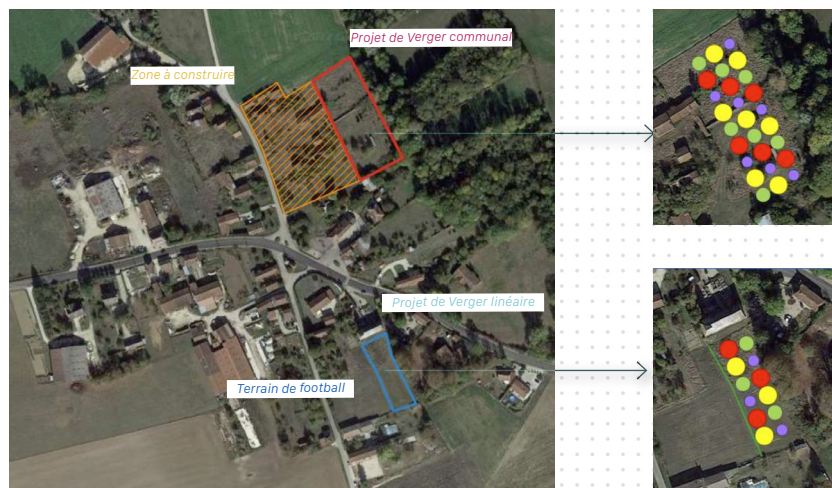 Projet de Verger communal
Zone à construire
Projet de Verger linéaire
Terrain de football